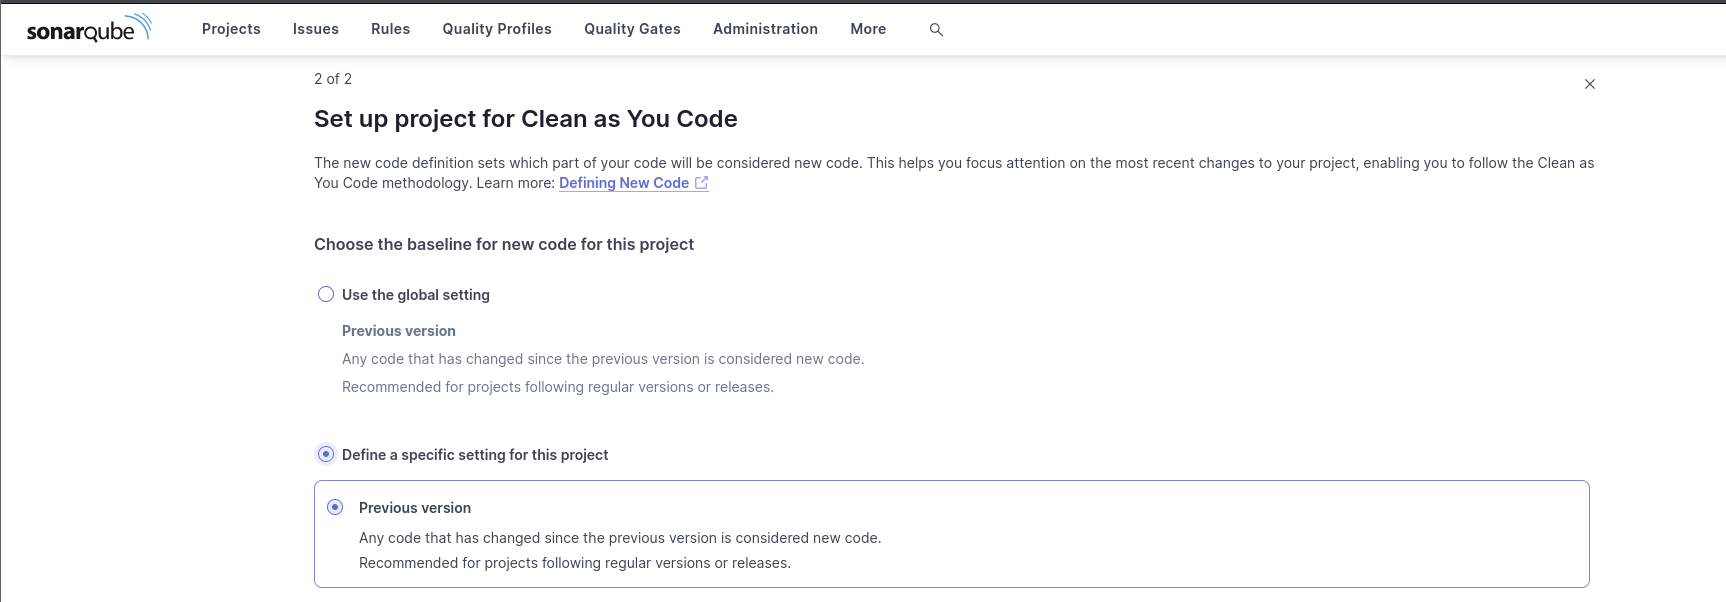 sonarqube
Projects Issues Rules Quality Profiles Quality Gates Administration More
2 of 2
Set up project for Clean as You Code
The new code definition sets which part of your code will be considered new code. This helps you focus attention on the most recent changes to your project, enabling you to follow the Clean as
You Code methodology. Learn more: Defining New Code
Choose the baseline for new code for this project
Use the global setting
Previous version
Any code that has changed since the previous version is considered new code.
Recommended for projects following regular versions or releases.
Define a specific setting for this project
Previous version
Any code that has changed since the previous version is considered new code.
Recommended for projects following regular versions or releases.